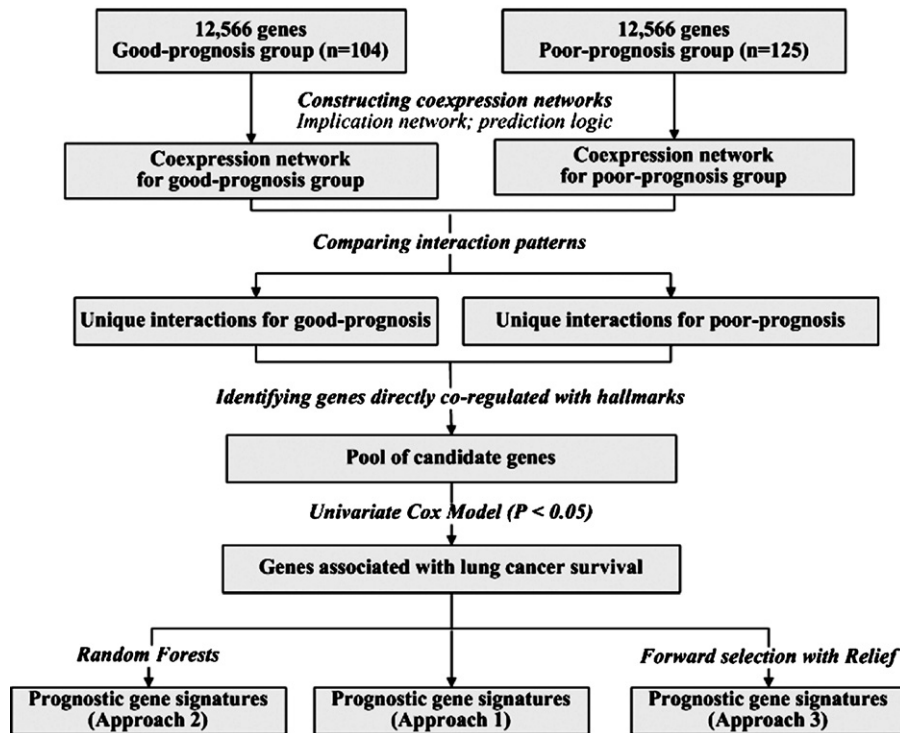 12,566 genes
Good-prognosis group (n=104)
12,566 genes
Poor-prognosis group (n=125)
Constructing coexpression networks
Implication network; prediction logic
Coexpression network
for good-prognosis group
Coexpression network
for poor-prognosis group
Comparing interaction patterns
Unique interactions for good-prognosis
Unique interactions for poor-prognosis
Identifying genes directly co-regulated with hallmarks
Pool of candidate genes
Univariate Cox Model (P < 0.05)
Genes associated with lung cancer survival
Random Forests
Forward selection with Relief
Prognostic gene signatures
(Approach 2)
Prognostic gene signatures
(Approach 1)
Prognostic gene signatures
(Approach 3)